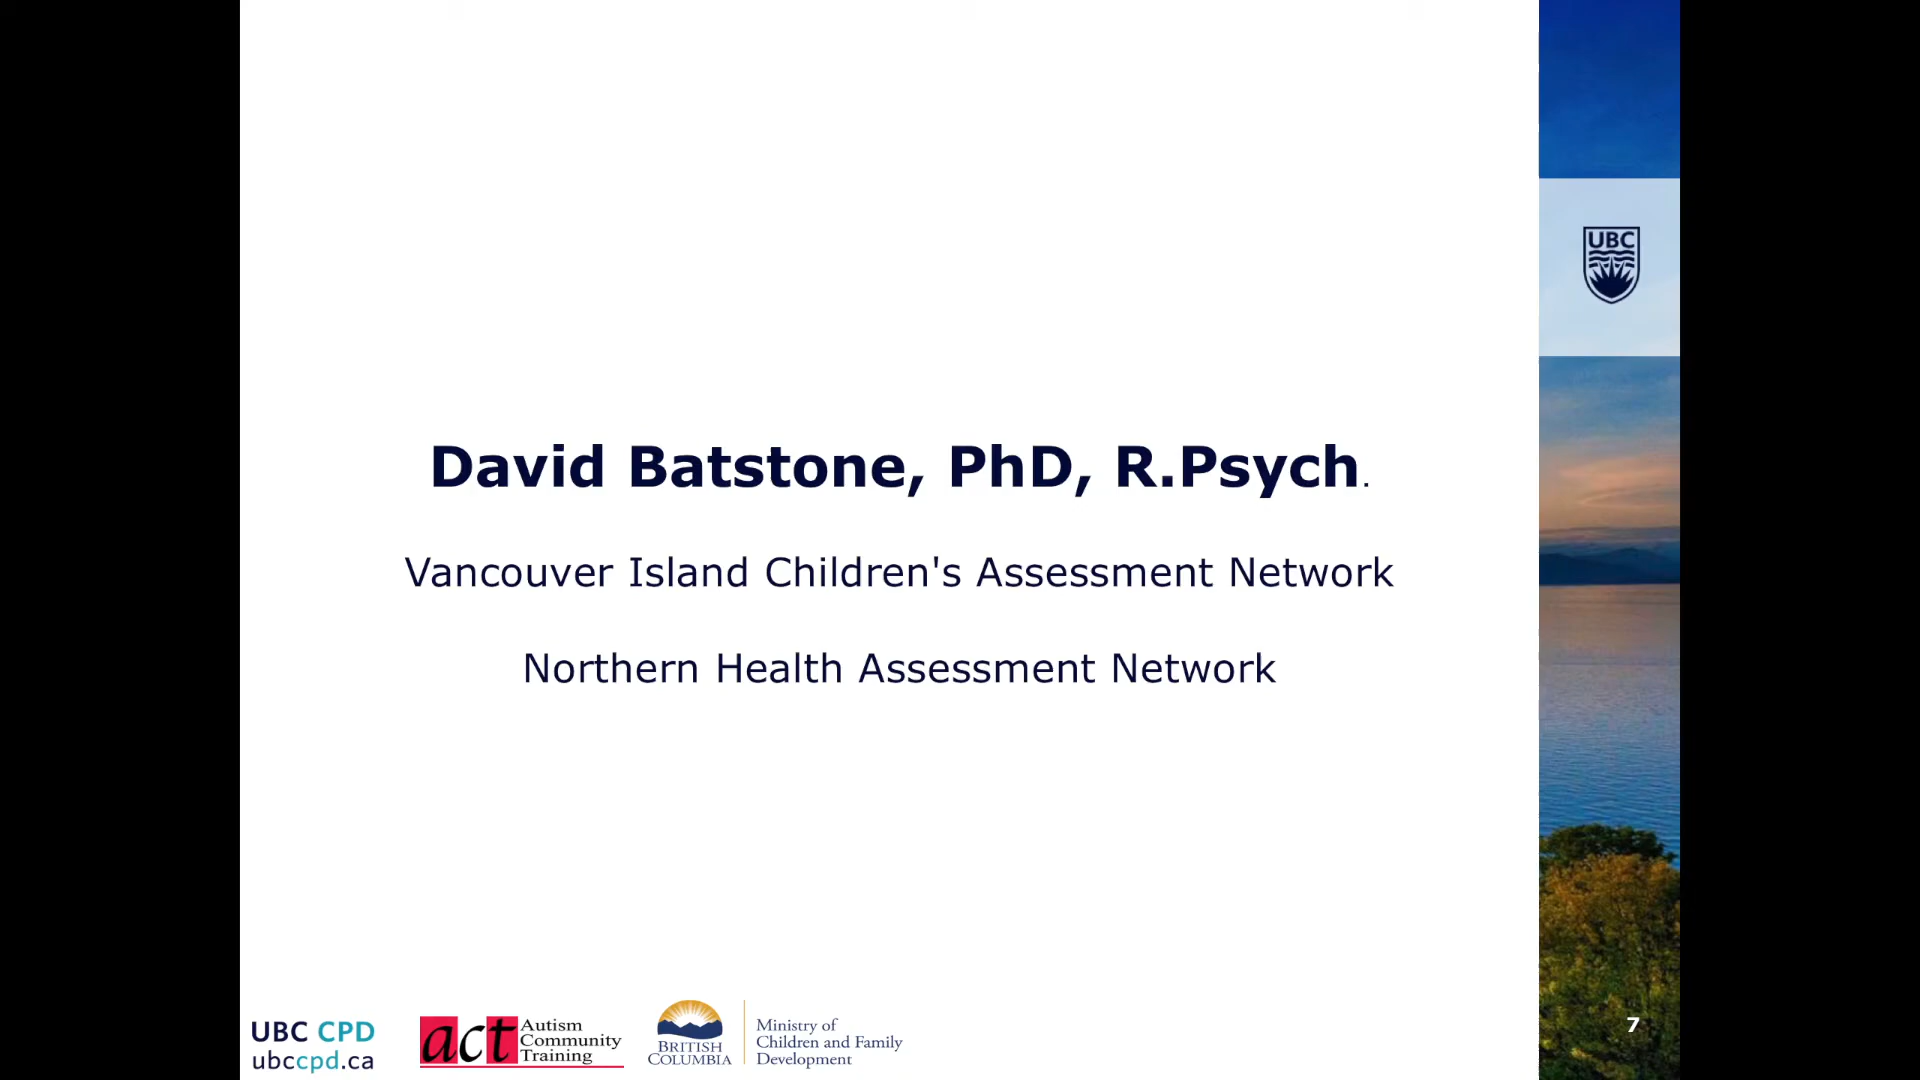 UBC
David Batstone, PhD, R.Psych.
Vancouver Island Children's Assessment Network
Northern Health Assessment Network
UBC CPD
ubccpd.ca
act Autism
Community
Training
BRITISH
COLUMBIA
Ministry of
Children and Family
Development
7